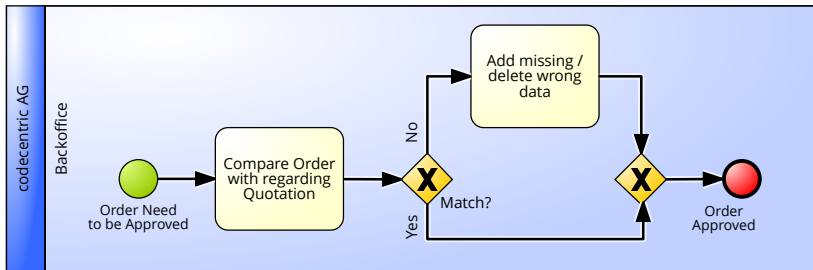 codecentric AG
Backoffice
Order Need
to be Approved
Compare Order
with regarding
Quotation
Match?
No
Yes
Add missing /
delete wrong
data
Order
Approved